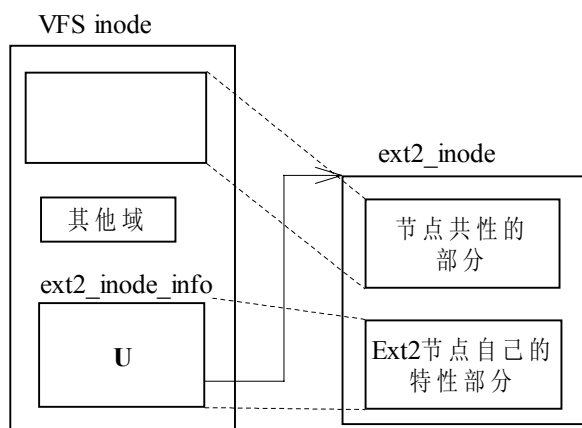 VFS inode
ext2_inode
其他域
节点共性的
部分
ext2_inode_info
U
Ext2节点自己的
特性部分